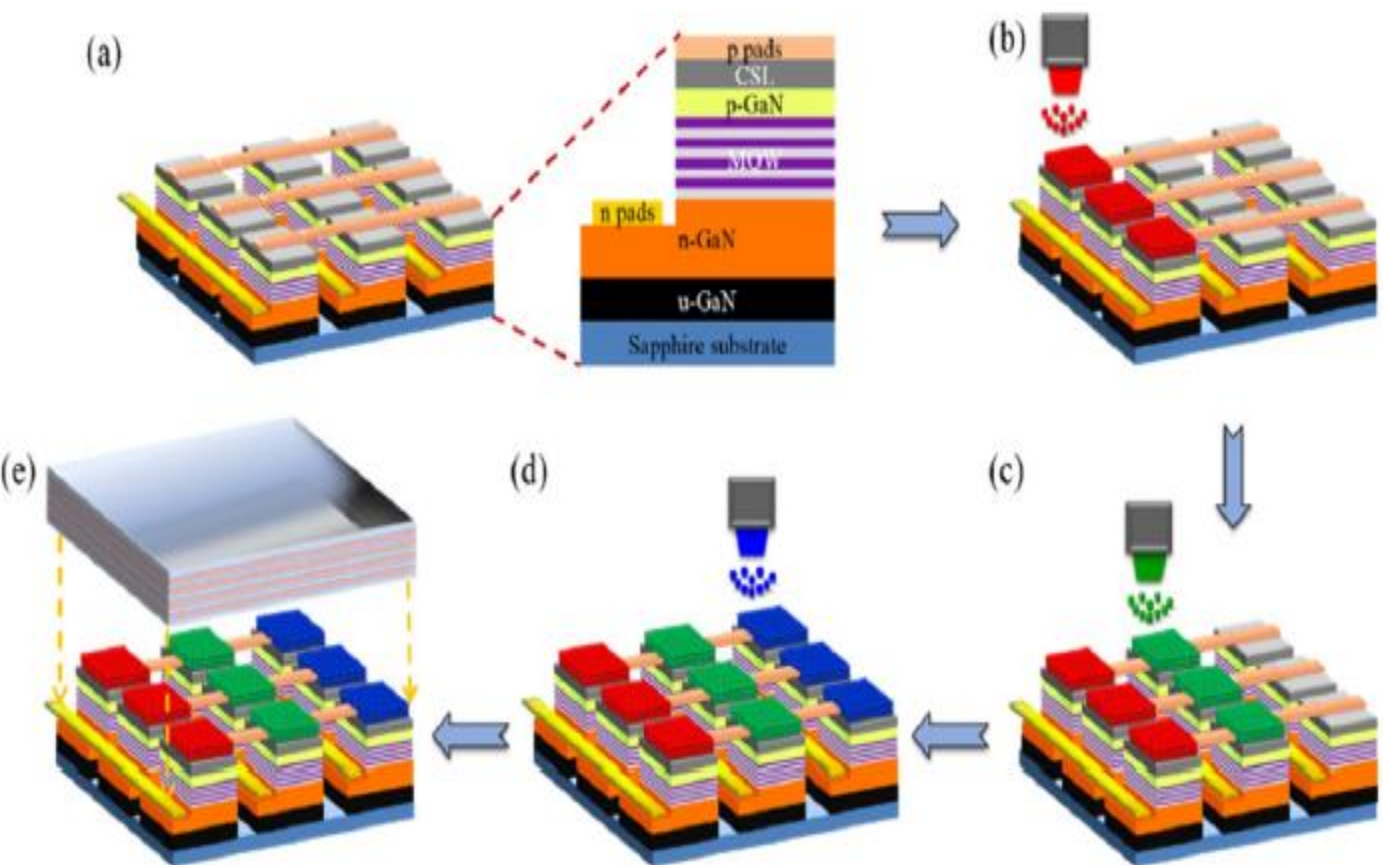 (a)
p pads
CSL
p-GaN
MQW
n pads
n-GaN
u-GaN
Sapphire substrate
(b)
(e)
(d)
(c)